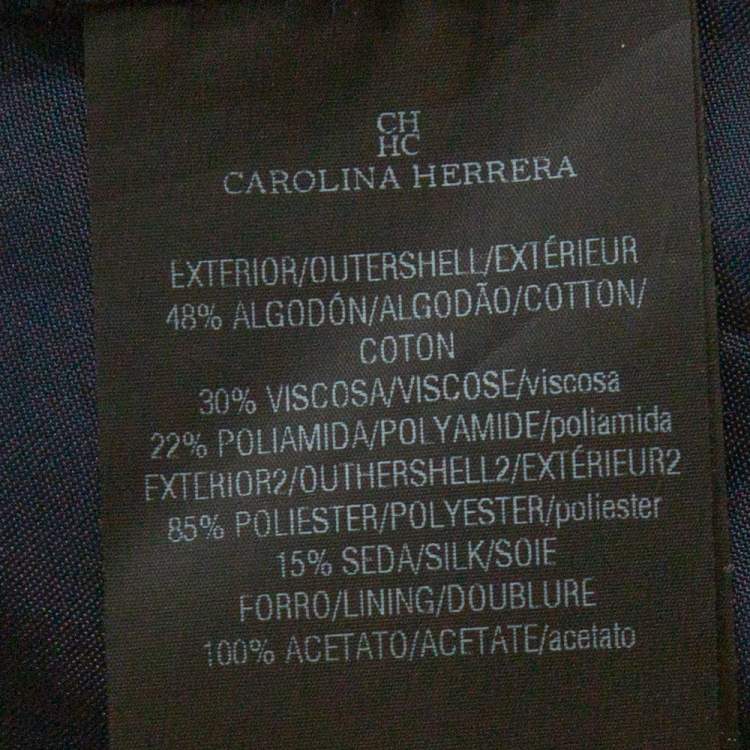 CH
HC
CAROLINA HERRERA
EXTERIOR/OUTERSHELL/EXTÉRIEUR
48% ALGODÓN/ALGODÃO/COTTON/
COTON
30% VISCOSA/VISCOSE/viscosa
22% POLIAMIDA/POLYAMIDE/poliamida
EXTERIOR2/OUTHERSHELL2/EXTÉRIEUR2
85% POLIESTER/POLYESTER/poliester
15% SEDA/SILK/SOIE
FORRO/LINING/DOUBLURE
100% ACETATO/ACETATE/acetato